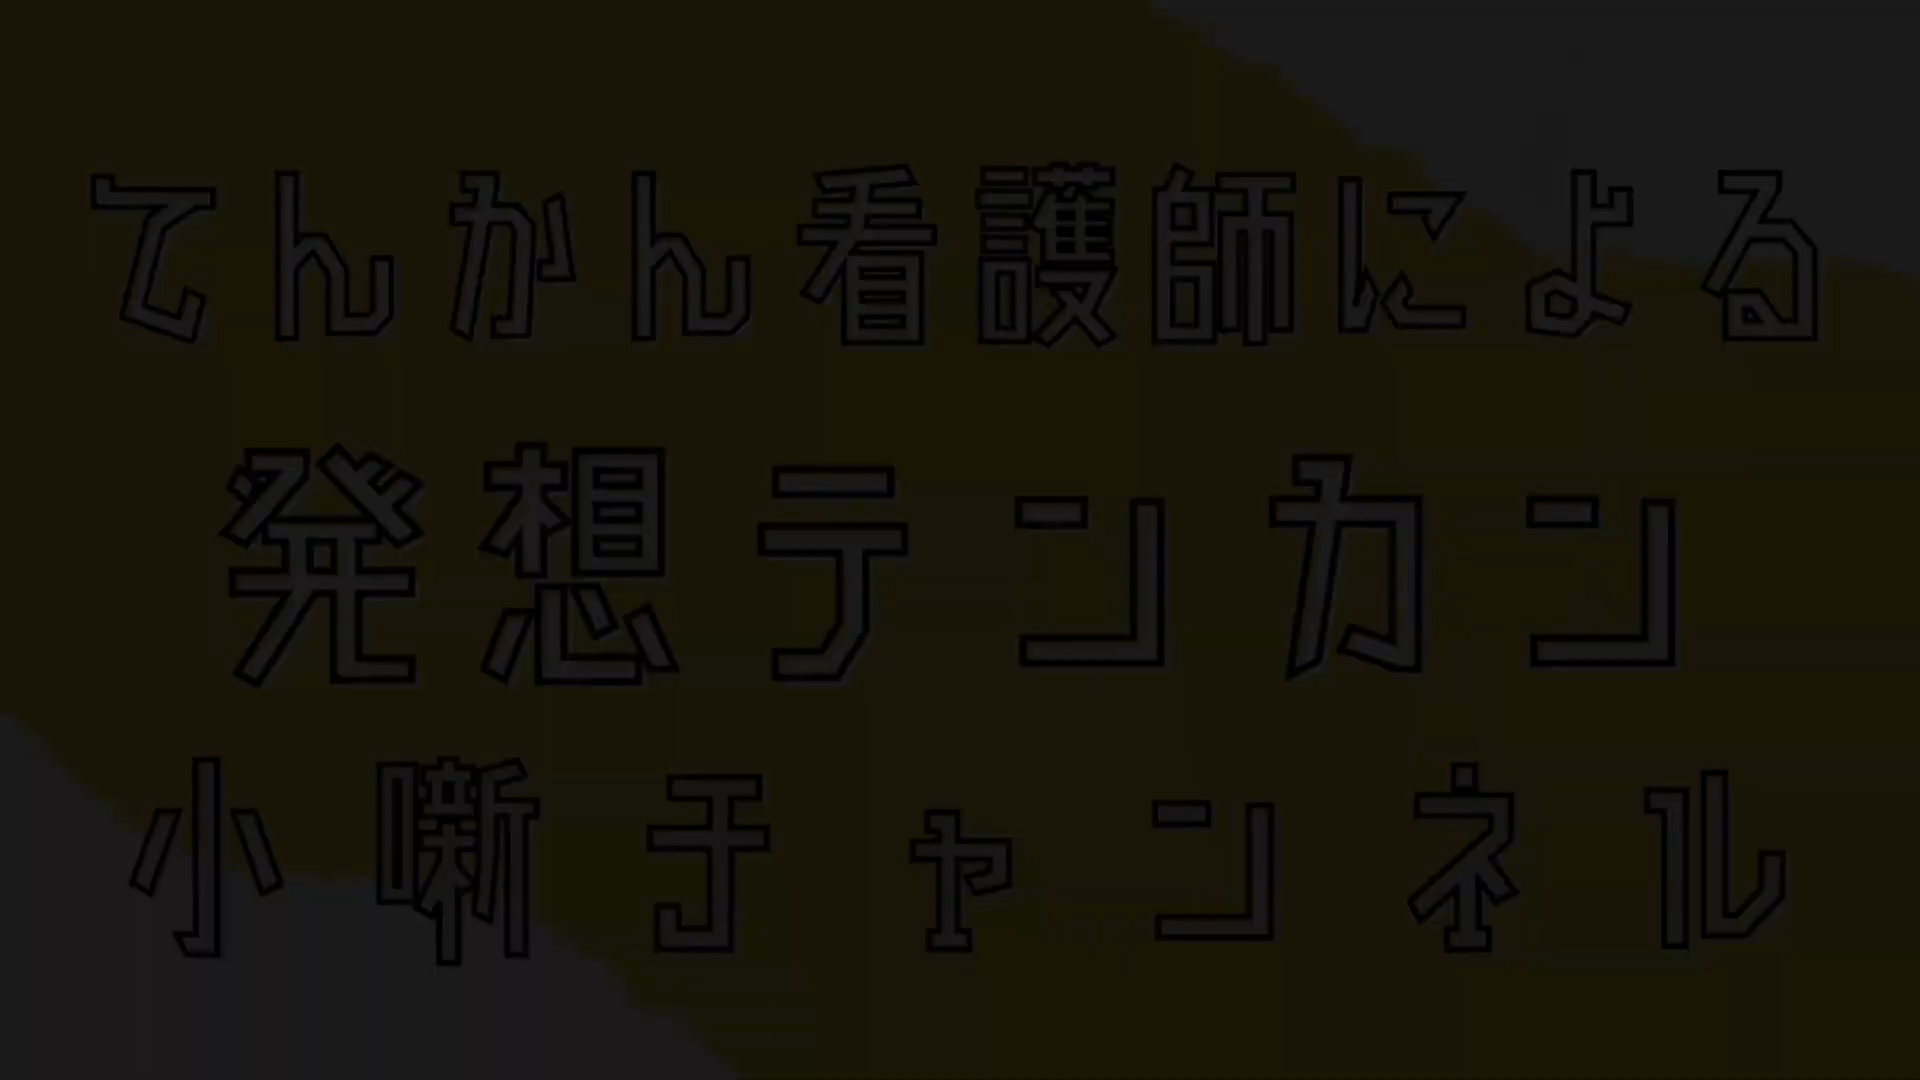 てんかん看護師による
発想テンカン
小噺チャンネル